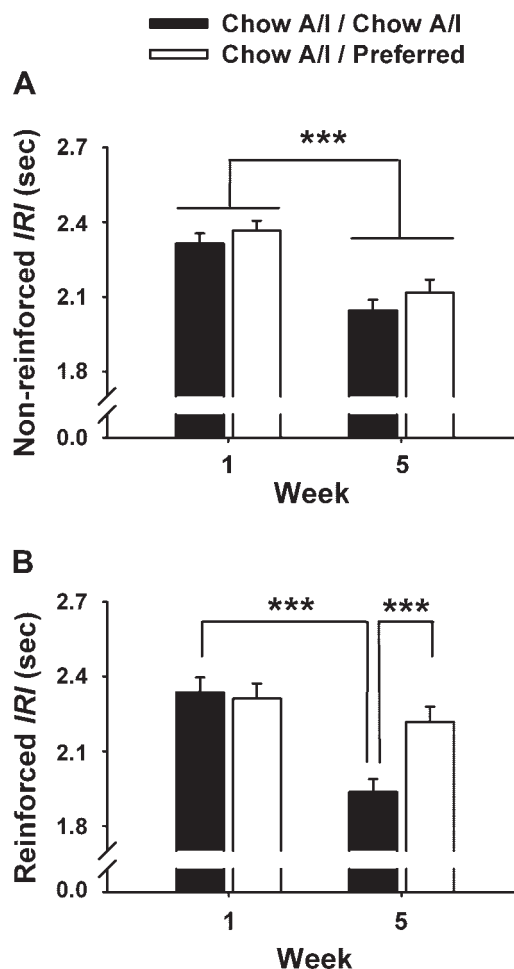 Chow A/I / Chow A/I
Chow A/I / Preferred
A
***
Non-reinforced IRI (sec)
2.7
2.4
2.1
1.8
0.0
1 5
Week
B
*** ***
Reinforced IRI (sec)
2.7
2.4
2.1
1.8
0.0
1 5
Week